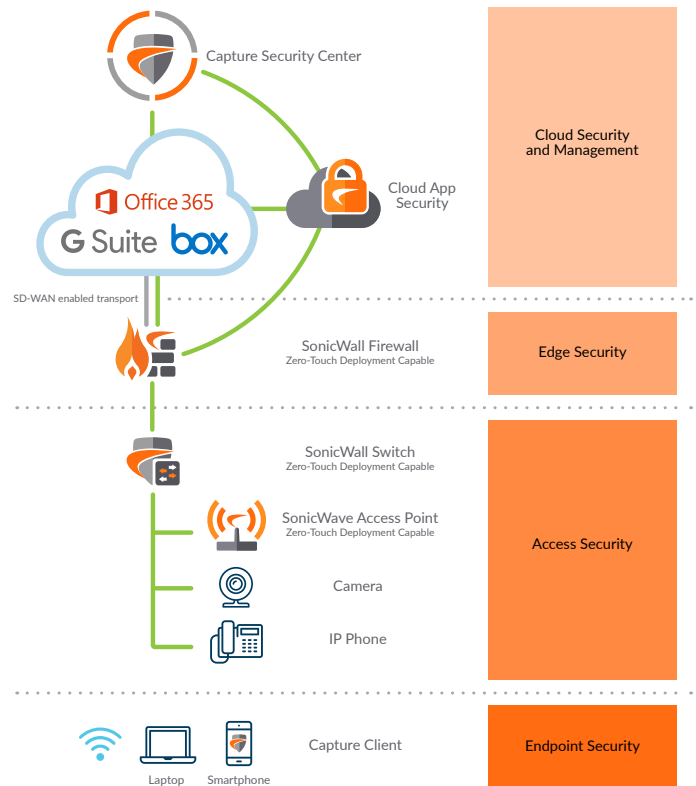 Capture Security Center
Cloud Security
and Management
Office 365
Cloud App
Security
G Suite box
SD-WAN enabled transport
SonicWall Firewall
Zero-Touch Deployment Capable
Edge Security
SonicWall Switch
Zero-Touch Deployment Capable
SonicWave Access Point
Zero-Touch Deployment Capable
Access Security
Camera
IP Phone
Capture Client
Endpoint Security
Laptop
Smartphone